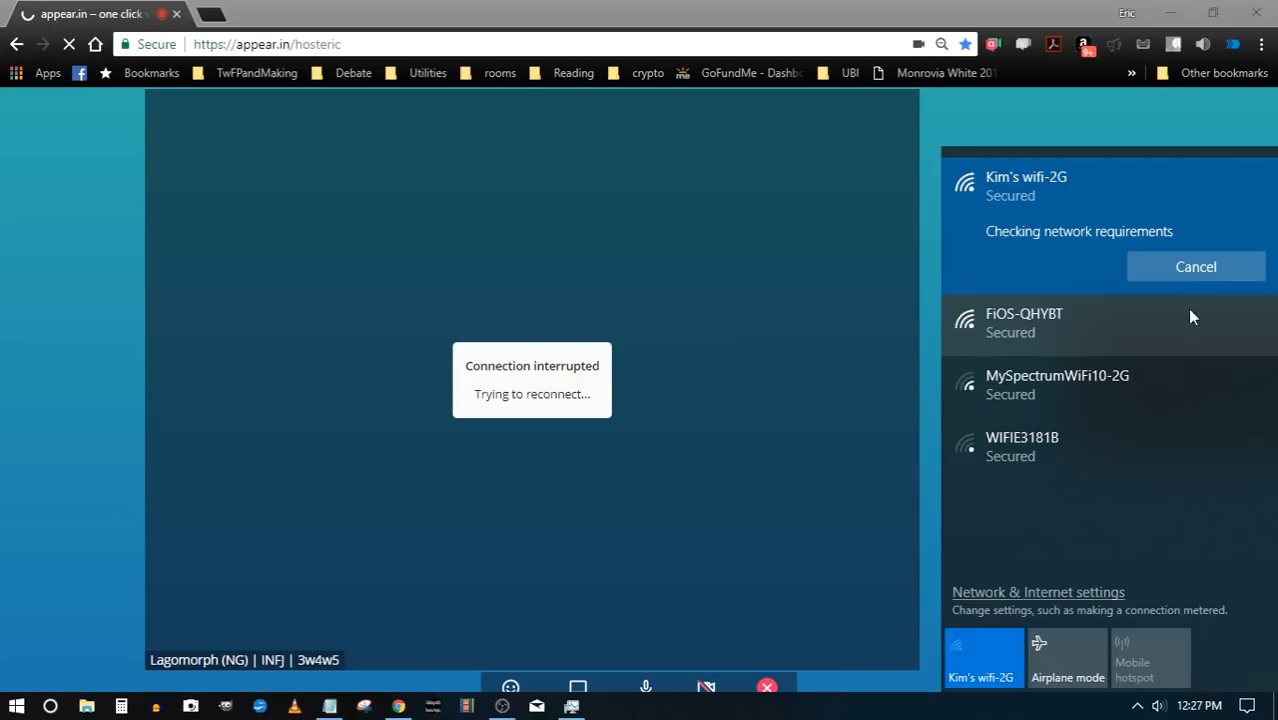 appear.in – one click v
Eric
Secure
https://appear.in/hosteric
9+
Apps
Bookmarks
TwFPandMaking
Debate
Utilities
rooms
Reading
crypto
me
GoFundMe - Dashbo
UBI
Monrovia White 201
»
Other bookmarks
Kim's wifi-2G
Secured
Checking network requirements
Cancel
FiOS-QHYBT
Secured
MySpectrumWiFi10-2G
Secured
WIFIE3181B
Secured
Connection interrupted
Trying to reconnect...
Network & Internet settings
Change settings, such as making a connection metered.
Kim's wifi-2G
Airplane mode
Mobile
hotspot
Lagomorph (NG) | INFJ | 3w4w5
12:27 PM